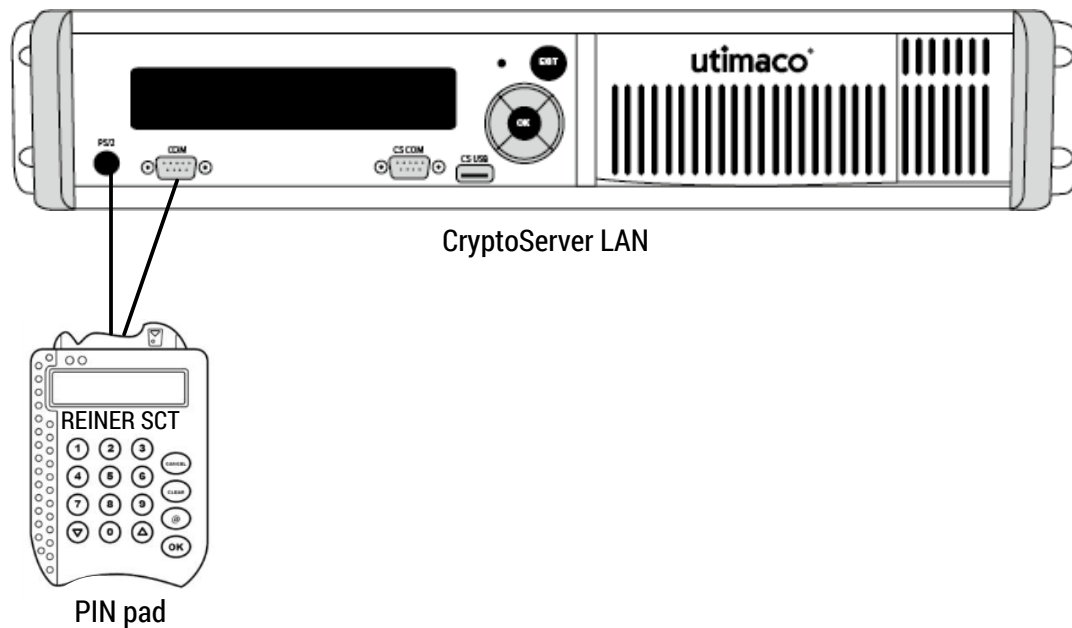 utimaco®
EXIT
OK
PS/2
COM
CS COM
CS USB
CryptoServer LAN
REINER SCT
1 2 3
CANCEL
4 5 6
CLEAR
7 8 9
@
0
OK
PIN pad